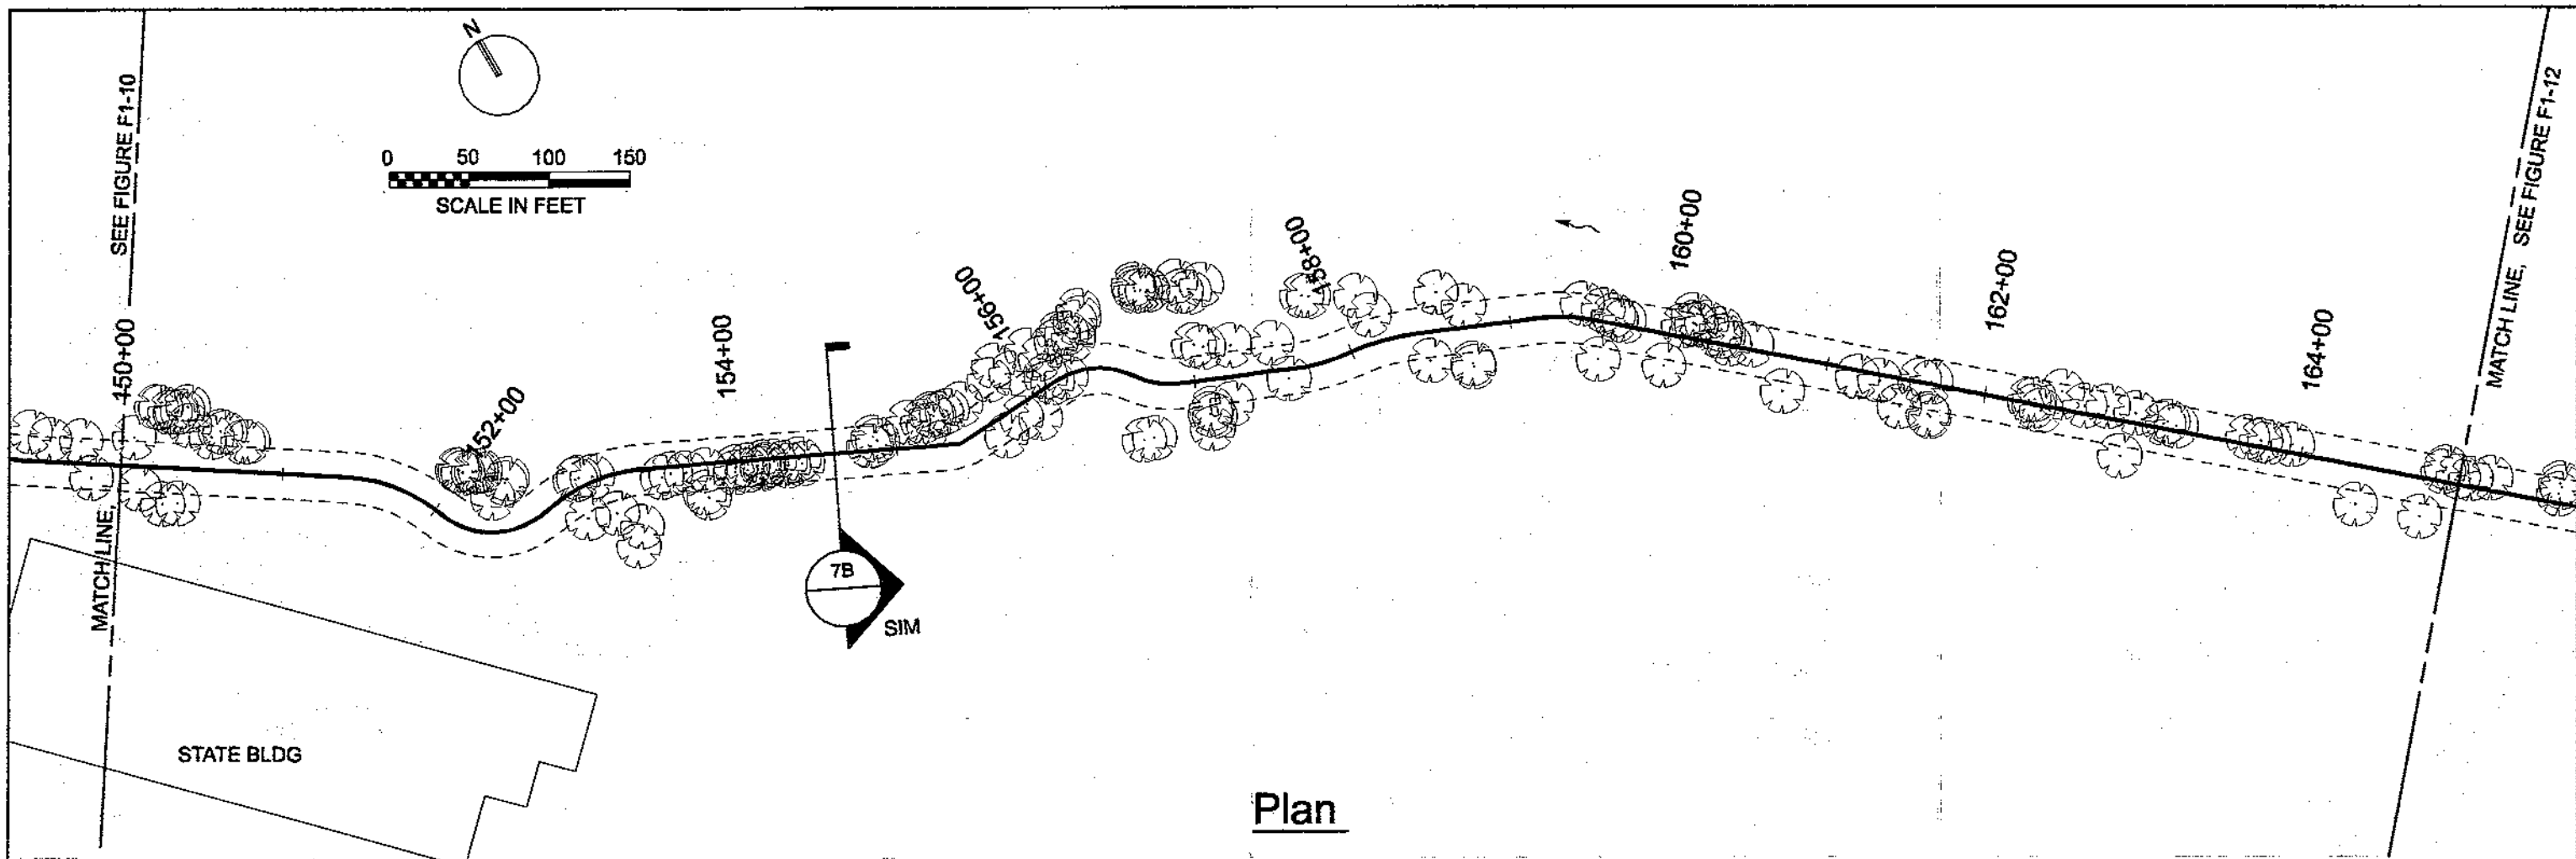 N
0 50 100 150
SCALE IN FEET
MATCH LINE, 150+00 SEE FIGURE F1-10
152+00
154+00
156+00
158+00
160+00
162+00
164+00
MATCH LINE, SEE FIGURE F1-12
7B
SIM
STATE BLDG
Plan